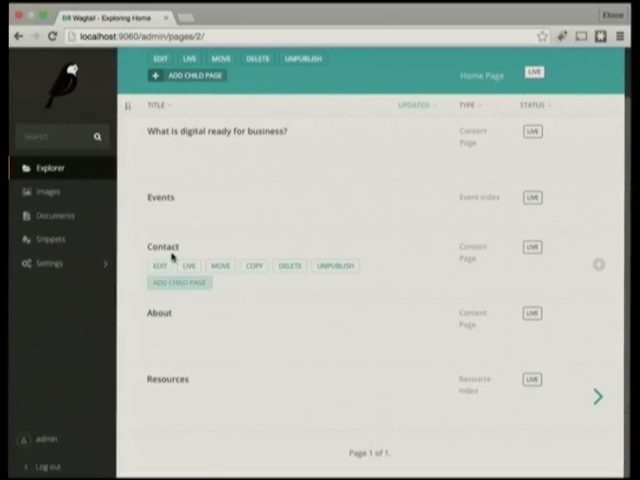 DR Wagtail - Exploring Home
Eloise
localhost:9060/admin/pages/2/
EDIT LIVE MOVE DELETE UNPUBLISH
ADD CHILD PAGE
Home Page LIVE
TITLE UPDATED TYPE STATUS
Search
What is digital ready for business? Content Page LIVE
Explorer
Images
Events Event Index LIVE
Documents
Snippets
Contact Content Page LIVE
Settings
EDIT LIVE MOVE COPY DELETE UNPUBLISH
ADD CHILD PAGE
About Content Page LIVE
Resources Resource Index LIVE
admin
Page 1 of 1.
Log out